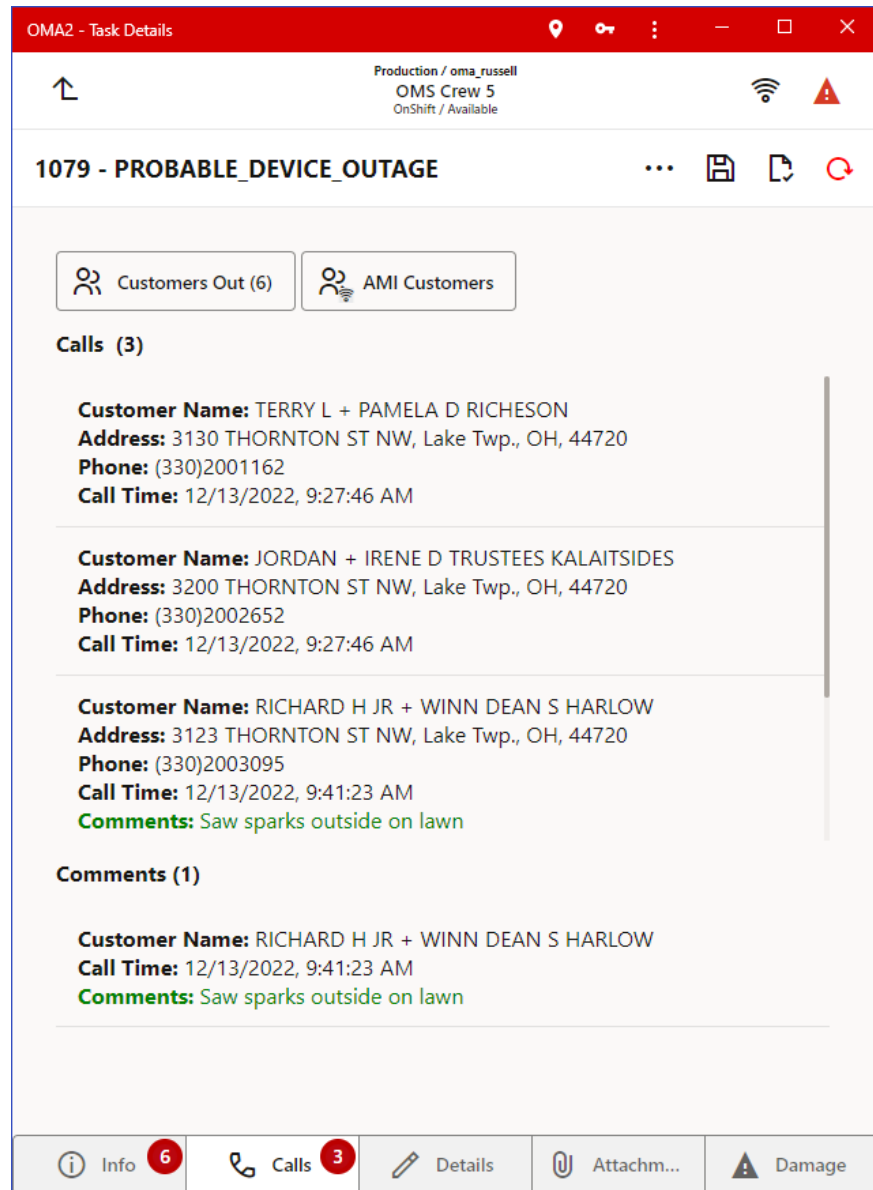 OMA2 - Task Details
Production / oma_russell
OMS Crew 5
OnShift / Available
1079 - PROBABLE_DEVICE_OUTAGE
Customers Out (6)
AMI Customers
Calls (3)
Customer Name: TERRY L + PAMELA D RICHESON
Address: 3130 THORNTON ST NW, Lake Twp., OH, 44720
Phone: (330)2001162
Call Time: 12/13/2022, 9:27:46 AM
Customer Name: JORDAN + IRENE D TRUSTEES KALAITSIDES
Address: 3200 THORNTON ST NW, Lake Twp., OH, 44720
Phone: (330)2002652
Call Time: 12/13/2022, 9:27:46 AM
Customer Name: RICHARD H JR + WINN DEAN S HARLOW
Address: 3123 THORNTON ST NW, Lake Twp., OH, 44720
Phone: (330)2003095
Call Time: 12/13/2022, 9:41:23 AM
Comments: Saw sparks outside on lawn
Comments (1)
Customer Name: RICHARD H JR + WINN DEAN S HARLOW
Call Time: 12/13/2022, 9:41:23 AM
Comments: Saw sparks outside on lawn
Info 6
Calls 3
Details
Attachm...
Damage